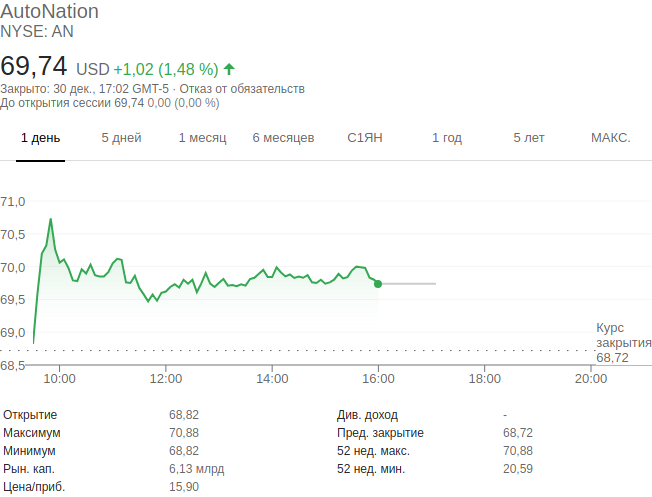 AutoNation
NYSE: AN
69,74 USD +1,02 (1,48 %)
Закрыто: 30 дек., 17:02 GMT-5 · Отказ от обязательств
До открытия сессии 69,74 0,00 (0,00 %)
1 день 5 дней 1 месяц 6 месяцев С1ЯН 1 год 5 лет МАКС.
71,0
70,5
70,0
69,5
69,0
68,5
Курс
закрытия
68,72
10:00 12:00 14:00 16:00 18:00 20:00
Открытие 68,82 Див. доход -
Максимум 70,88 Пред. закрытие 68,72
Минимум 68,82 52 нед. макс. 70,88
Рын. кап. 6,13 млрд 52 нед. мин. 20,59
Цена/приб. 15,90